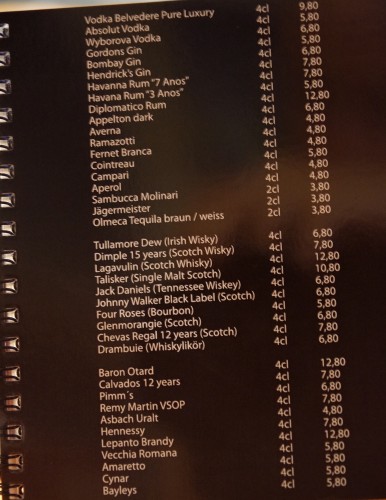 Vodka Belvedere Pure Luxury 4cl 9,80
Absolut Vodka 4cl 5,80
Wyborova Vodka 4cl 6,80
Gordons Gin 4cl 5,80
Bombay Gin 4cl 6,80
Hendrick's Gin 4cl 7,80
Havanna Rum "7 Anos" 4cl 7,80
Havana Rum "3 Anos" 4cl 5,80
Diplomatico Rum 4cl 12,80
Appelton dark 4cl 6,80
Averna 4cl 4,80
Ramazotti 4cl 4,80
Fernet Branca 4cl 4,80
Cointreau 4cl 5,80
Campari 4cl 4,80
Aperol 4cl 4,80
Sambucca Molinari 2cl 3,80
Jägermeister 2cl 3,80
Olmeca Tequila braun / weiss 2cl 3,80
Tullamore Dew (Irish Wisky) 4cl 6,80
Dimple 15 years (Scotch Wisky) 4cl 7,80
Lagavulin (Scotch Whisky) 4cl 12,80
Talisker (Single Malt Scotch) 4cl 10,80
Jack Daniels (Tennessee Wiskey) 4cl 6,80
Johnny Walker Black Label (Scotch) 4cl 6,80
Four Roses (Bourbon) 4cl 5,80
Glenmorangie (Scotch) 4cl 6,80
Chevas Regal 12 years (Scotch) 4cl 7,80
Drambuie (Whiskylikör) 4cl 6,80
Baron Otard 4cl 12,80
Calvados 12 years 4cl 7,80
Pimm´s 4cl 6,80
Remy Martin VSOP 4cl 7,80
Asbach Uralt 4cl 4,80
Hennessy 4cl 7,80
Lepanto Brandy 4cl 12,80
Vecchia Romana 4cl 5,80
Amaretto 4cl 5,80
Cynar 4cl 5,80
Bayleys 4cl 5,80